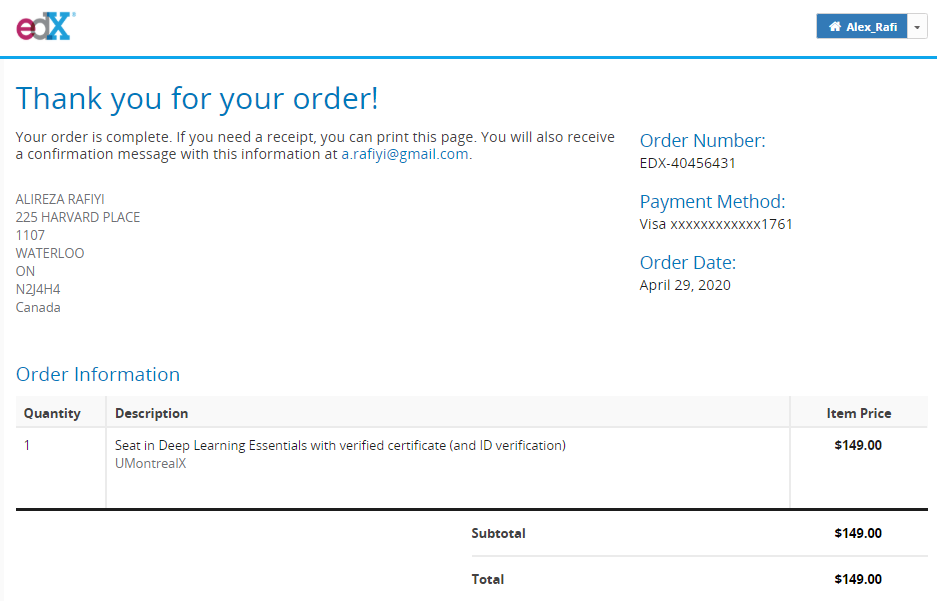 edX
Alex_Rafi
Thank you for your order!
Your order is complete. If you need a receipt, you can print this page. You will also receive
a confirmation message with this information at a.rafiyi@gmail.com.
Order Number:
EDX-40456431
Payment Method:
Visa xxxxxxxxxxxx1761
Order Date:
April 29, 2020
ALIREZA RAFIYI
225 HARVARD PLACE
1107
WATERLOO
ON
N2J4H4
Canada
Order Information
Quantity Description Item Price
1 Seat in Deep Learning Essentials with verified certificate (and ID verification) $149.00
UMontrealX
Subtotal $149.00
Total $149.00